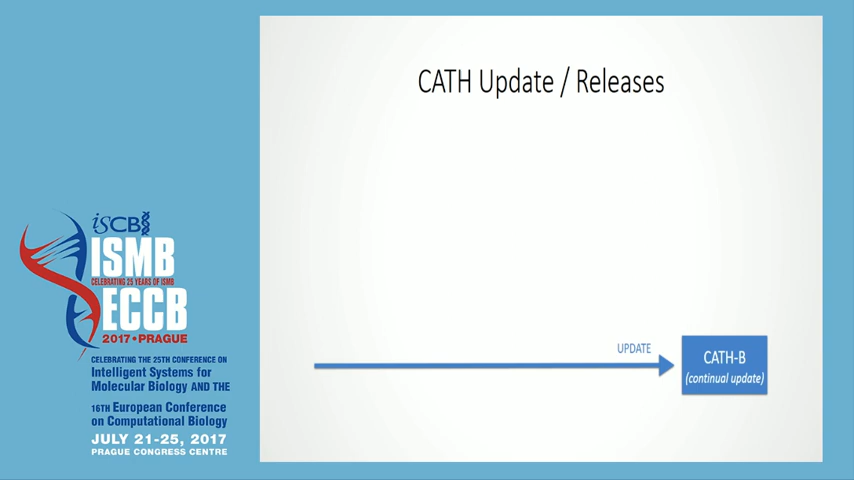 CATH Update / Releases
UPDATE
CATH-B
(continual update)
iSCB
ISMB
CELEBRATING 25 YEARS OF ISMB
ECCB
2017 • PRAGUE
CELEBRATING THE 25TH CONFERENCE ON
Intelligent Systems for
Molecular Biology AND THE
16TH European Conference
on Computational Biology
JULY 21-25, 2017
PRAGUE CONGRESS CENTRE